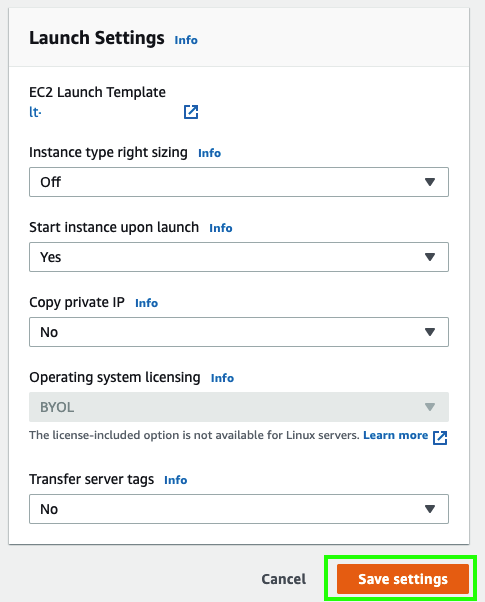 Launch Settings Info
EC2 Launch Template
lt-
Instance type right sizing Info
Off
Start instance upon launch Info
Yes
Copy private IP Info
No
Operating system licensing Info
BYOL
The license-included option is not available for Linux servers. Learn more
Transfer server tags Info
No
Cancel Save settings